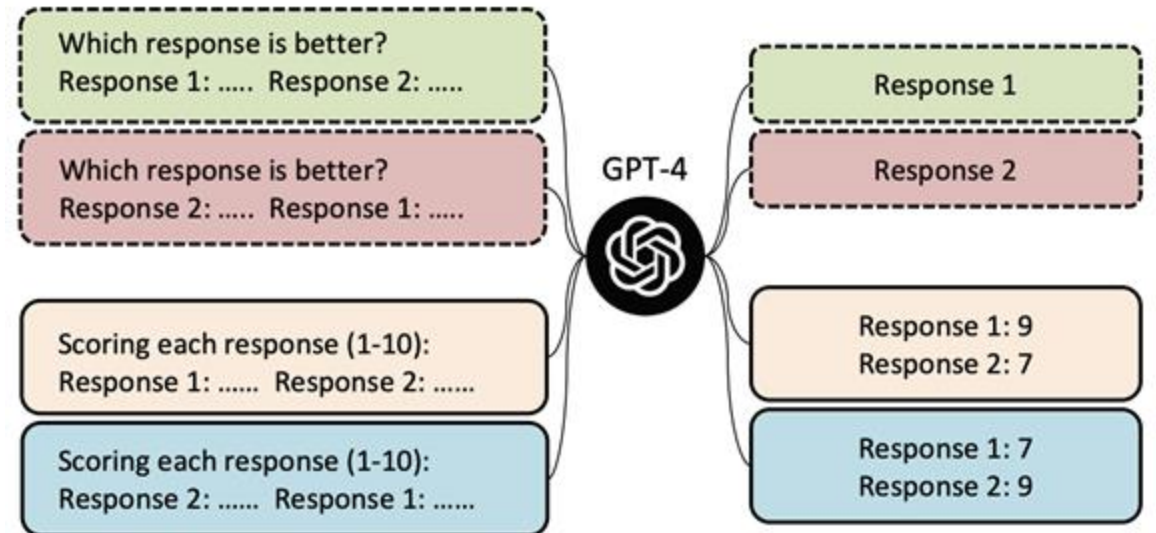 Which response is better?
Response 1: ..... Response 2: .....
Which response is better?
Response 2: ..... Response 1: .....
Scoring each response (1-10):
Response 1: ...... Response 2: ......
Scoring each response (1-10):
Response 2: ...... Response 1: ......
GPT-4
Response 1
Response 2
Response 1: 9
Response 2: 7
Response 1: 7
Response 2: 9